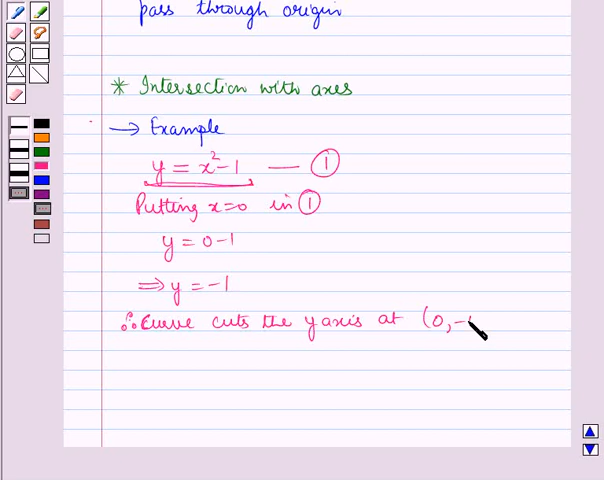 pass through origin
* Intersection with axes
→ Example
y = x² - 1 — ①
Putting x=0 in ①
y = 0-1
⇒ y = -1
∴ Curve cuts the y axis at (0, -1